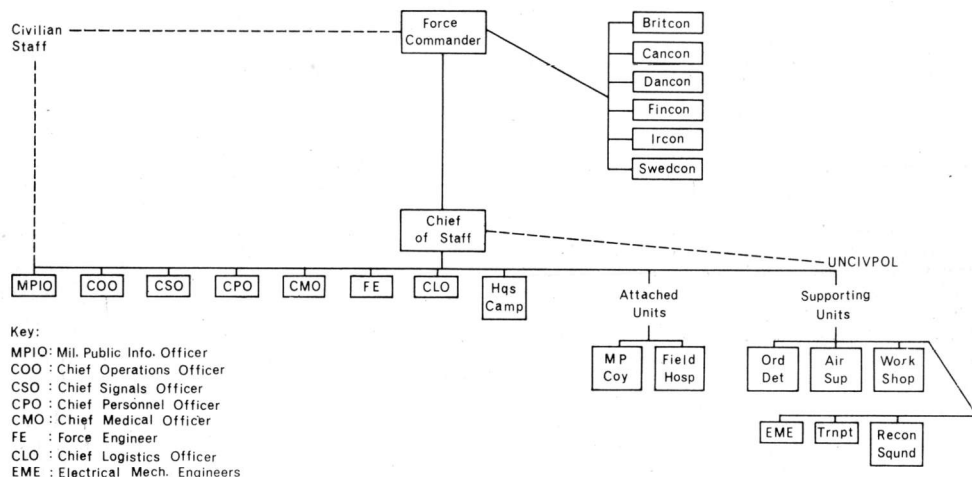 Civilian
Staff
Force
Commander
Britcon
Cancon
Dancon
Fincon
Ircon
Swedcon
Chief
of Staff
UNCIVPOL
MPIO
COO
CSO
CPO
CMO
FE
CLO
Hqs
Camp
Attached
Units
Supporting
Units
MP
Coy
Field
Hosp
Ord
Det
Air
Sup
Work
Shop
EME
Trnpt
Recon
Sqund
Key:
MPIO: Mil. Public Info. Officer
COO : Chief Operations Officer
CSO : Chief Signals Officer
CPO : Chief Personnel Officer
CMO : Chief Medical Officer
FE : Force Engineer
CLO : Chief Logistics Officer
EME : Electrical Mech. Engineers